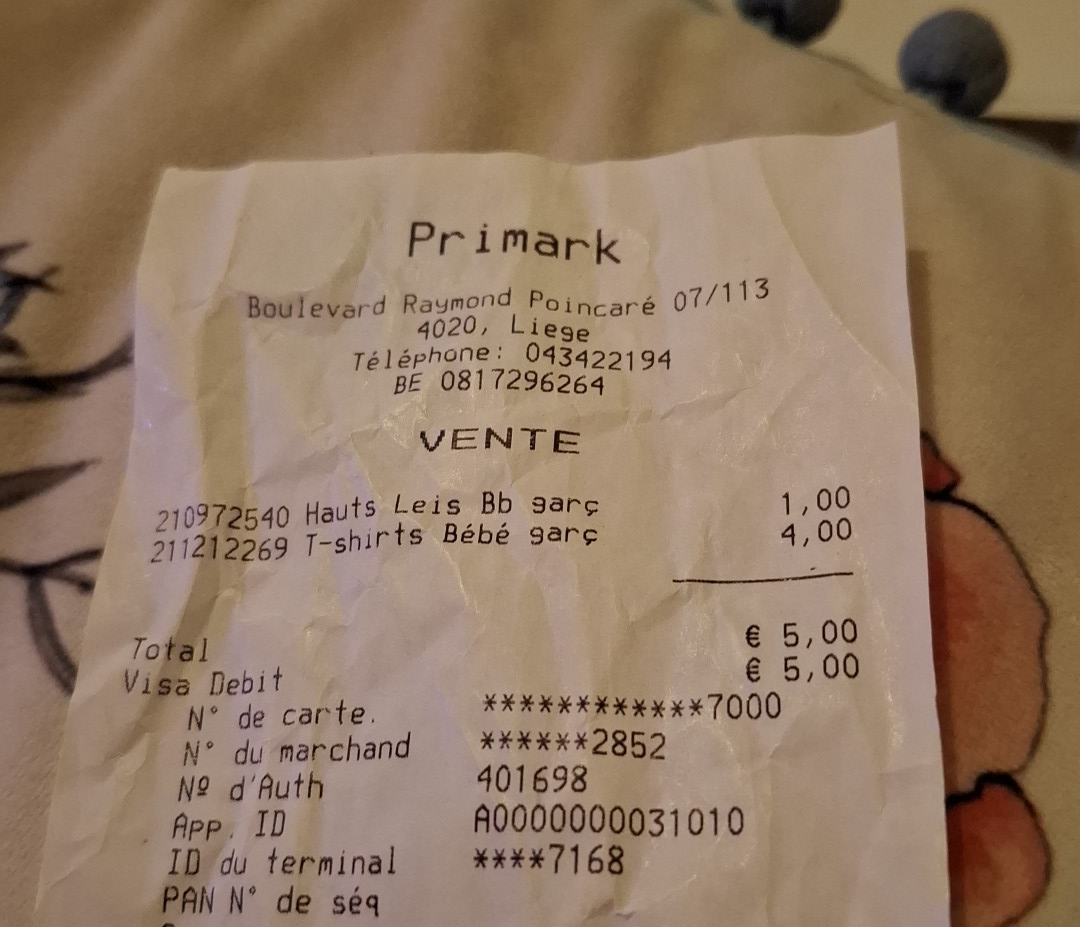 Primark
Boulevard Raymond Poincaré 07/113
4020, Liege
Téléphone: 043422194
BE 0817296264
VENTE
210972540 Hauts Leis Bb garç 1,00
211212269 T-shirts Bébé garç 4,00
Total € 5,00
Visa Debit € 5,00
N° de carte. ************7000
N° du marchand ******2852
Nº d'Auth 401698
App. ID A0000000031010
ID du terminal ****7168
PAN N° de séq